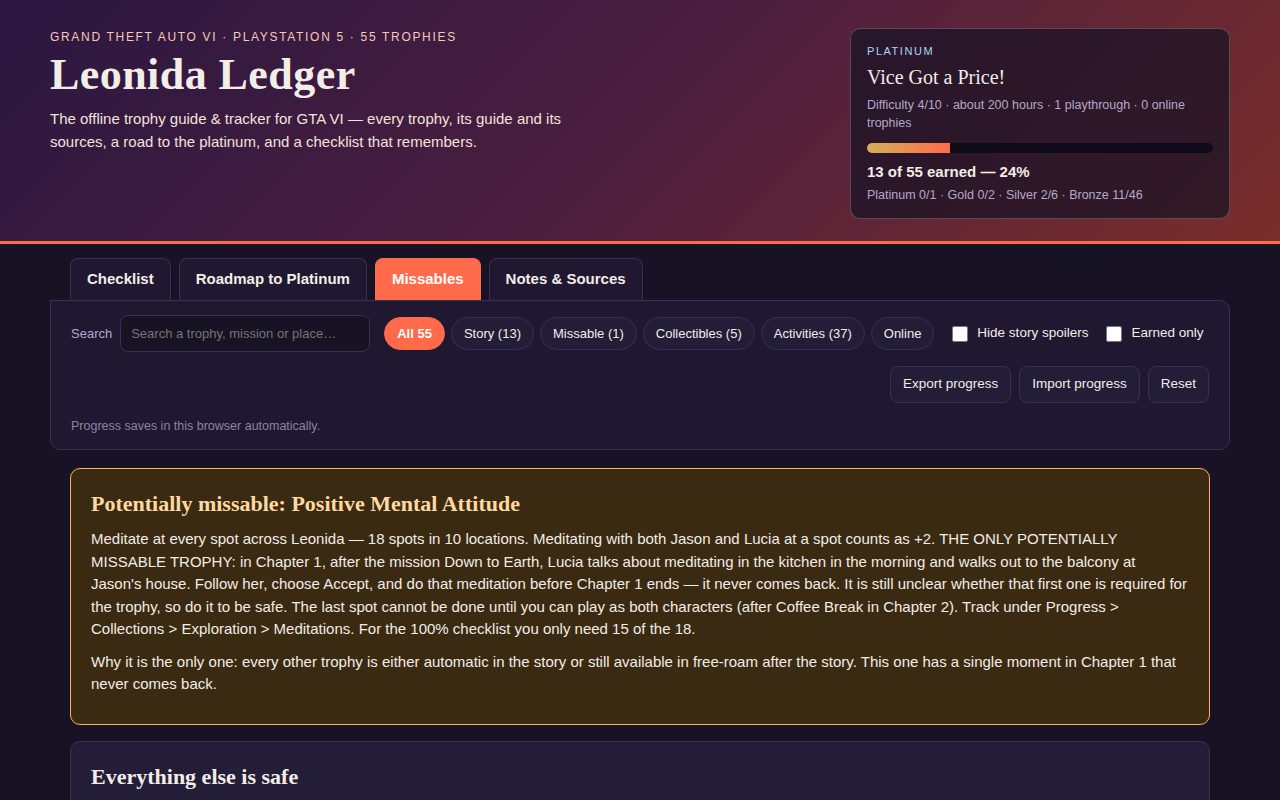 GRAND THEFT AUTO VI · PLAYSTATION 5 · 55 TROPHIES
Leonida Ledger
The offline trophy guide & tracker for GTA VI — every trophy, its guide and its
sources, a road to the platinum, and a checklist that remembers.
PLATINUM
Vice Got a Price!
Difficulty 4/10 · about 200 hours · 1 playthrough · 0 online
trophies
13 of 55 earned — 24%
Platinum 0/1 · Gold 0/2 · Silver 2/6 · Bronze 11/46
Checklist
Roadmap to Platinum
Missables
Notes & Sources
Search
Search a trophy, mission or place…
All 55
Story (13)
Missable (1)
Collectibles (5)
Activities (37)
Online
Hide story spoilers
Earned only
Export progress
Import progress
Reset
Progress saves in this browser automatically.
Potentially missable: Positive Mental Attitude
Meditate at every spot across Leonida — 18 spots in 10 locations. Meditating with both Jason and Lucia at a spot counts as +2. THE ONLY POTENTIALLY
MISSABLE TROPHY: in Chapter 1, after the mission Down to Earth, Lucia talks about meditating in the kitchen in the morning and walks out to the balcony at
Jason's house. Follow her, choose Accept, and do that meditation before Chapter 1 ends — it never comes back. It is still unclear whether that first one is required for
the trophy, so do it to be safe. The last spot cannot be done until you can play as both characters (after Coffee Break in Chapter 2). Track under Progress >
Collections > Exploration > Meditations. For the 100% checklist you only need 15 of the 18.
Why it is the only one: every other trophy is either automatic in the story or still available in free-roam after the story. This one has a single moment in Chapter 1 that
never comes back.
Everything else is safe